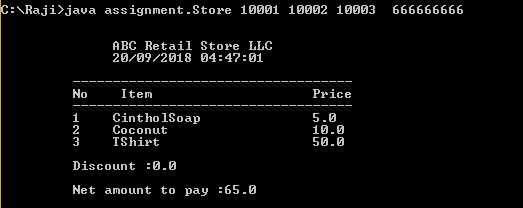 C:\Raji>java assignment.Store 10001 10002 10003  666666666
ABC Retail Store LLC
20/09/2018 04:47:01
-----------------------------------
No    Item                   Price
-----------------------------------
1    CintholSoap             5.0
2    Coconut                 10.0
3    TShirt                  50.0
Discount :0.0
Net amount to pay :65.0